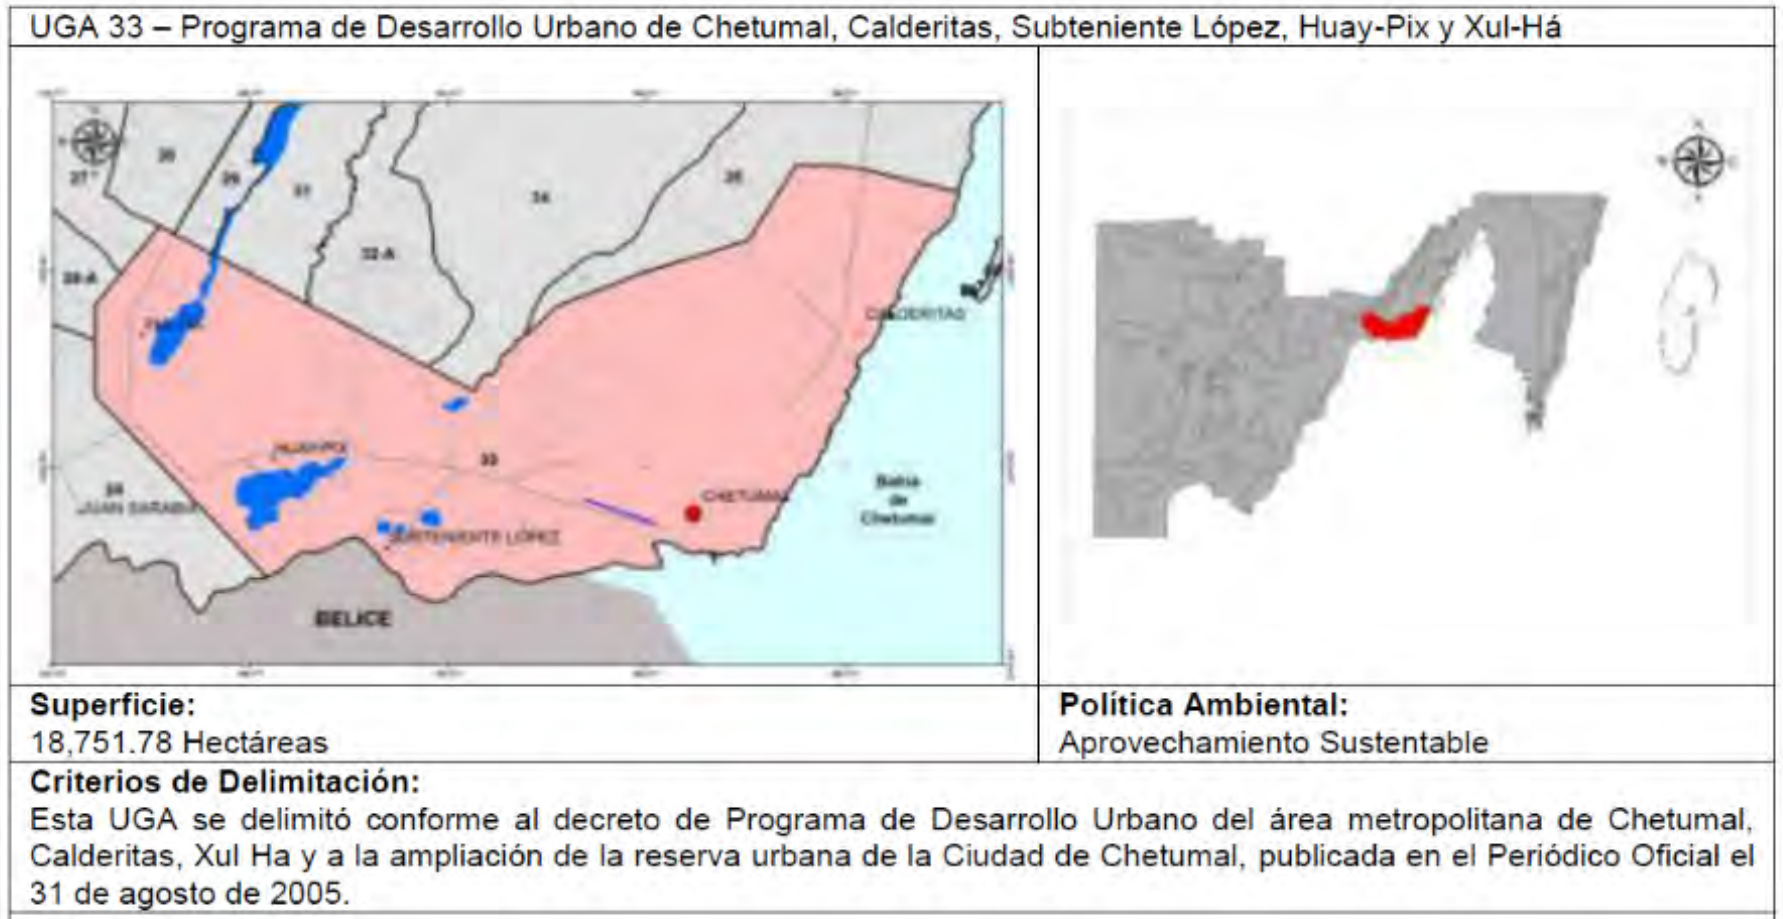 UGA 33 – Programa de Desarrollo Urbano de Chetumal, Calderitas, Subteniente López, Huay-Pix y Xul-Há
31
32-A
34
CALDERITAS
HUAY-PIX
33
JUAN SARABIA
CHETUMAL
Bahía
de
Chetumal
SUBTENIENTE LÓPEZ
BELICE
Superficie:
18,751.78 Hectáreas
Política Ambiental:
Aprovechamiento Sustentable
Criterios de Delimitación:
Esta UGA se delimitó conforme al decreto de Programa de Desarrollo Urbano del área metropolitana de Chetumal,
Calderitas, Xul Ha y a la ampliación de la reserva urbana de la Ciudad de Chetumal, publicada en el Periódico Oficial el
31 de agosto de 2005.